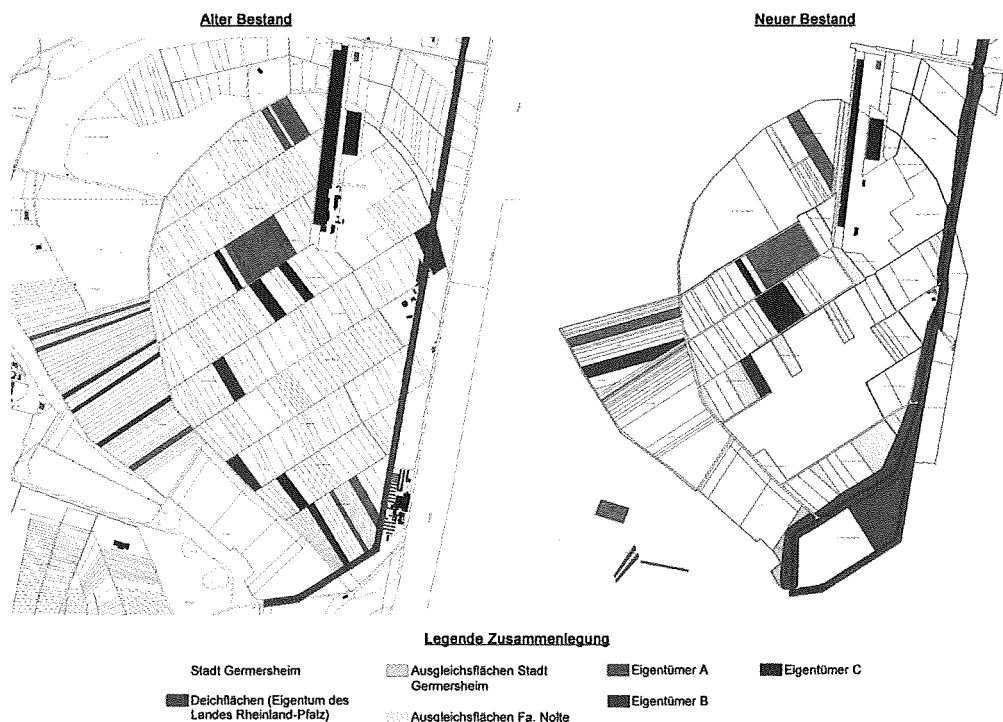 Alter Bestand
Neuer Bestand
Legende Zusammenlegung
Stadt Germersheim
Deichflächen (Eigentum des
Landes Rheinland-Pfalz)
Ausgleichsflächen Stadt
Germersheim
Ausgleichsflächen Fa. Nolte
Eigentümer A
Eigentümer B
Eigentümer C